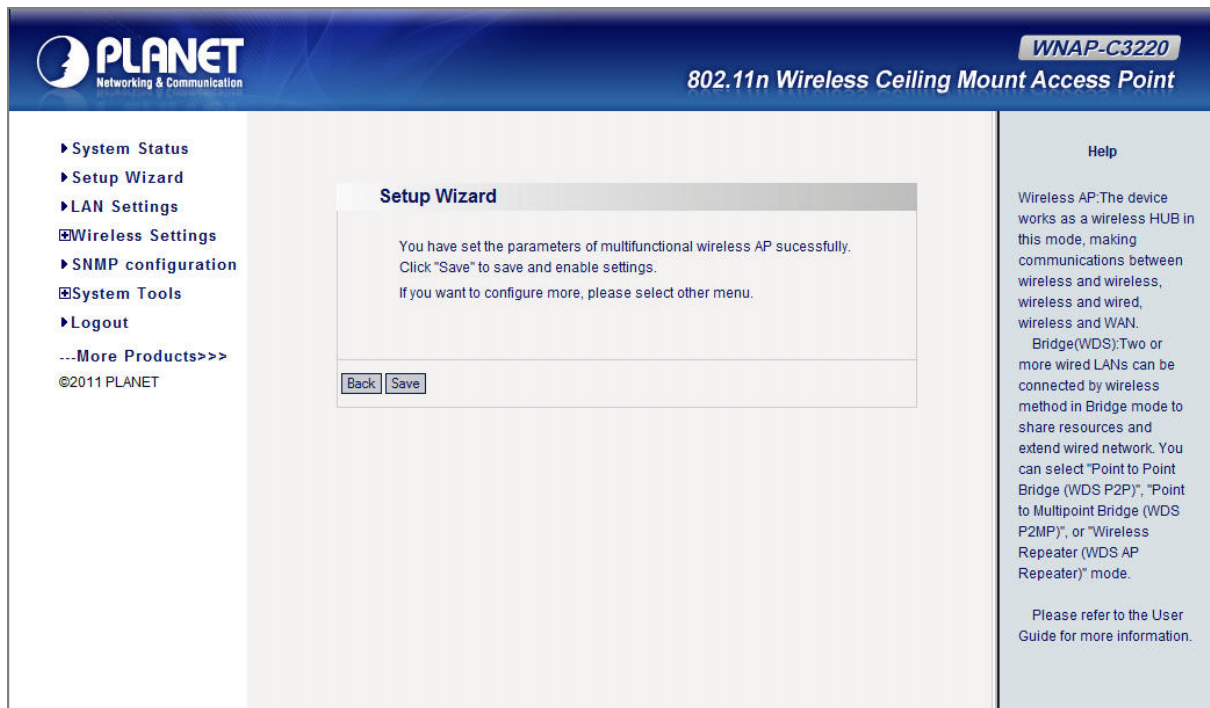 PLANET
Networking & Communication
WNAP-C3220
802.11n Wireless Ceiling Mount Access Point
System Status
Setup Wizard
LAN Settings
Wireless Settings
SNMP configuration
System Tools
Logout
---More Products>>>
©2011 PLANET
Setup Wizard
You have set the parameters of multifunctional wireless AP sucessfully.
Click "Save" to save and enable settings.
If you want to configure more, please select other menu.
Back Save
Help
Wireless AP:The device
works as a wireless HUB in
this mode, making
communications between
wireless and wireless,
wireless and wired,
wireless and WAN.
Bridge(WDS):Two or
more wired LANs can be
connected by wireless
method in Bridge mode to
share resources and
extend wired network. You
can select "Point to Point
Bridge (WDS P2P)", "Point
to Multipoint Bridge (WDS
P2MP)", or "Wireless
Repeater (WDS AP
Repeater)" mode.
Please refer to the User
Guide for more information.